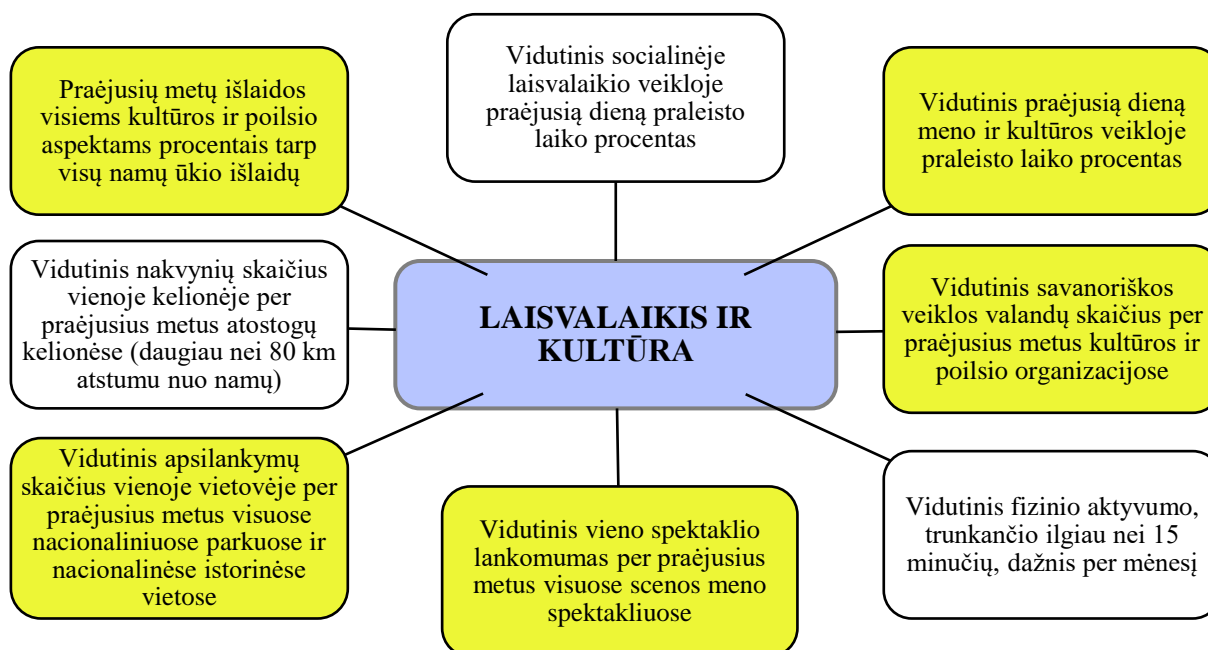 Praėjusių metų išlaidos
visiems kultūros ir poilsio
aspektams procentais tarp
visų namų ūkio išlaidų
Vidutinis socialinėje
laisvalaikio veikloje
praėjusią dieną praleisto
laiko procentas
Vidutinis praėjusią dieną
meno ir kultūros veikloje
praleisto laiko procentas
Vidutinis nakvynių skaičius
vienoje kelionėje per
praėjusius metus atostogų
kelionėse (daugiau nei 80 km
atstumu nuo namų)
LAISVALAIKIS IR
KULTŪRA
Vidutinis savanoriškos
veiklos valandų skaičius per
praėjusius metus kultūros ir
poilsio organizacijose
Vidutinis apsilankymų
skaičius vienoje vietovėje per
praėjusius metus visuose
nacionaliniuose parkuose ir
nacionalinėse istorinėse
vietose
Vidutinis vieno spektaklio
lankomumas per praėjusius
metus visuose scenos meno
spektakliuose
Vidutinis fizinio aktyvumo,
trunkančio ilgiau nei 15
minučių, dažnis per mėnesį